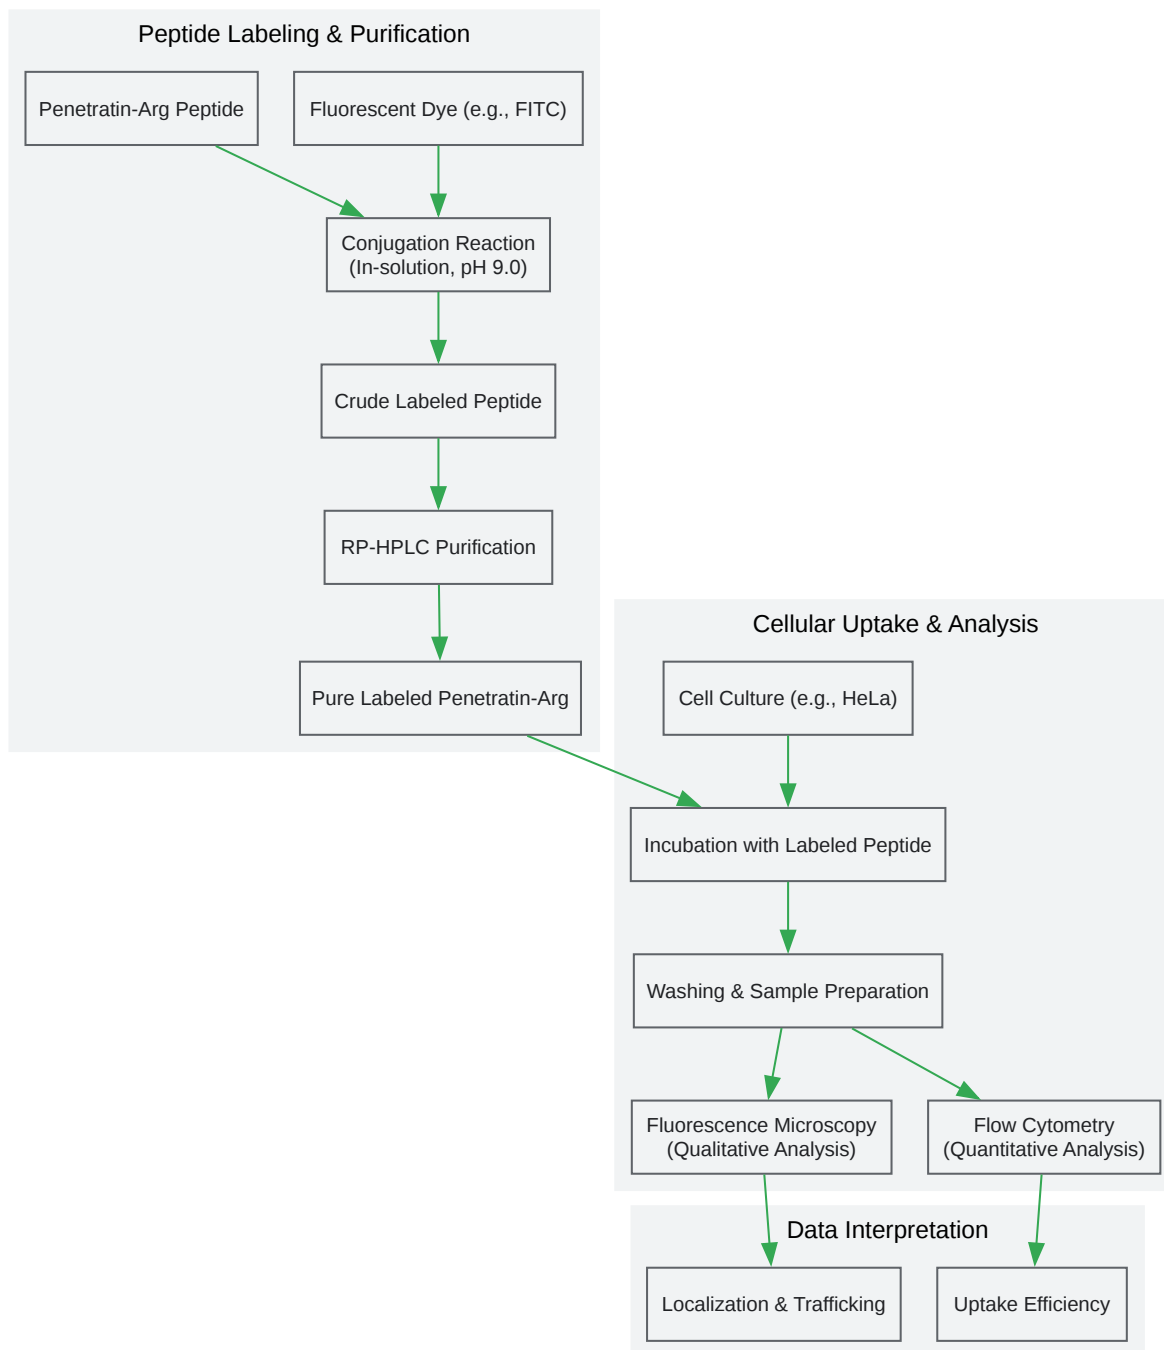 Peptide Labeling & Purification
Penetratin-Arg Peptide
Fluorescent Dye (e.g., FITC)
Conjugation Reaction
(In-solution, pH 9.0)
Crude Labeled Peptide
RP-HPLC Purification
Pure Labeled Penetratin-Arg
Cellular Uptake & Analysis
Cell Culture (e.g., HeLa)
Incubation with Labeled Peptide
Washing & Sample Preparation
Fluorescence Microscopy
(Qualitative Analysis)
Flow Cytometry
(Quantitative Analysis)
Data Interpretation
Localization & Trafficking
Uptake Efficiency